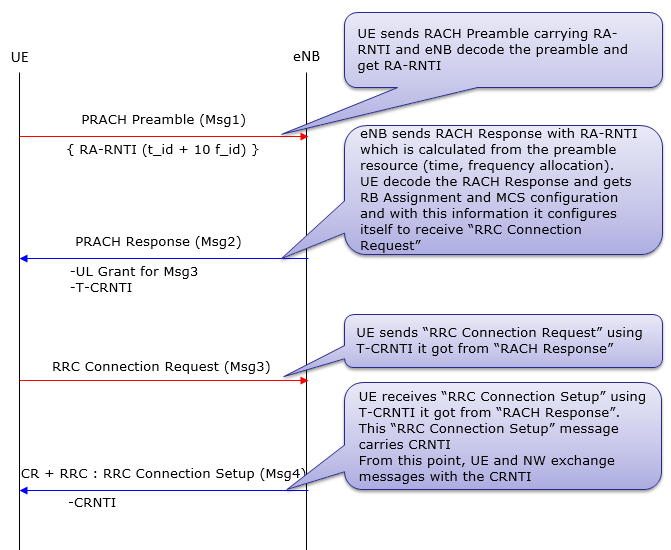 UE sends RACH Preamble carrying RA-
RNTI and eNB decode the preamble and
get RA-RNTI
UE
eNB
PRACH Preamble (Msg1)
{ RA-RNTI (t_id + 10 f_id) }
eNB sends RACH Response with RA-RNTI
which is calculated from the preamble
resource (time, frequency allocation).
UE decode the RACH Response and gets
RB Assignment and MCS configuration
and with this information it configures
itself to receive “RRC Connection
Request”
PRACH Response (Msg2)
-UL Grant for Msg3
-T-CRNTI
UE sends “RRC Connection Request” using
T-CRNTI it got from “RACH Response”
RRC Connection Request (Msg3)
UE receives “RRC Connection Setup” using
T-CRNTI it got from “RACH Response”.
This “RRC Connection Setup” message
carries CRNTI
From this point, UE and NW exchange
messages with the CRNTI
CR + RRC : RRC Connection Setup (Msg4)
-CRNTI